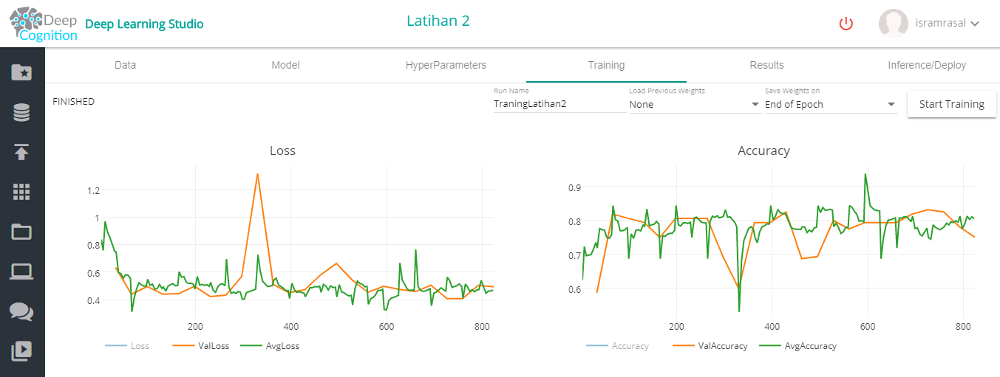 Deep
Cognition
Deep Learning Studio
Latihan 2
isramrasal
Data
Model
HyperParameters
Training
Results
Inference/Deploy
FINISHED
Run Name
TraningLatihan2
Load Previous Weights
None
Save Weights on
End of Epoch
Start Training
Loss
1.2
1
0.8
0.6
0.4
200
400
600
800
Loss
ValLoss
AvgLoss
Accuracy
0.9
0.8
0.7
0.6
200
400
600
800
Accuracy
ValAccuracy
AvgAccuracy